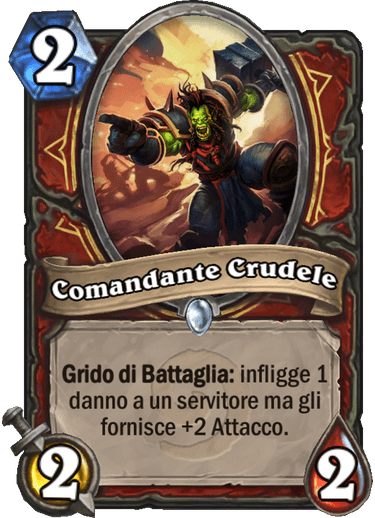 2
Comandante Crudele
Grido di Battaglia: infligge 1
danno a un servitore ma gli
fornisce +2 Attacco.
2
2